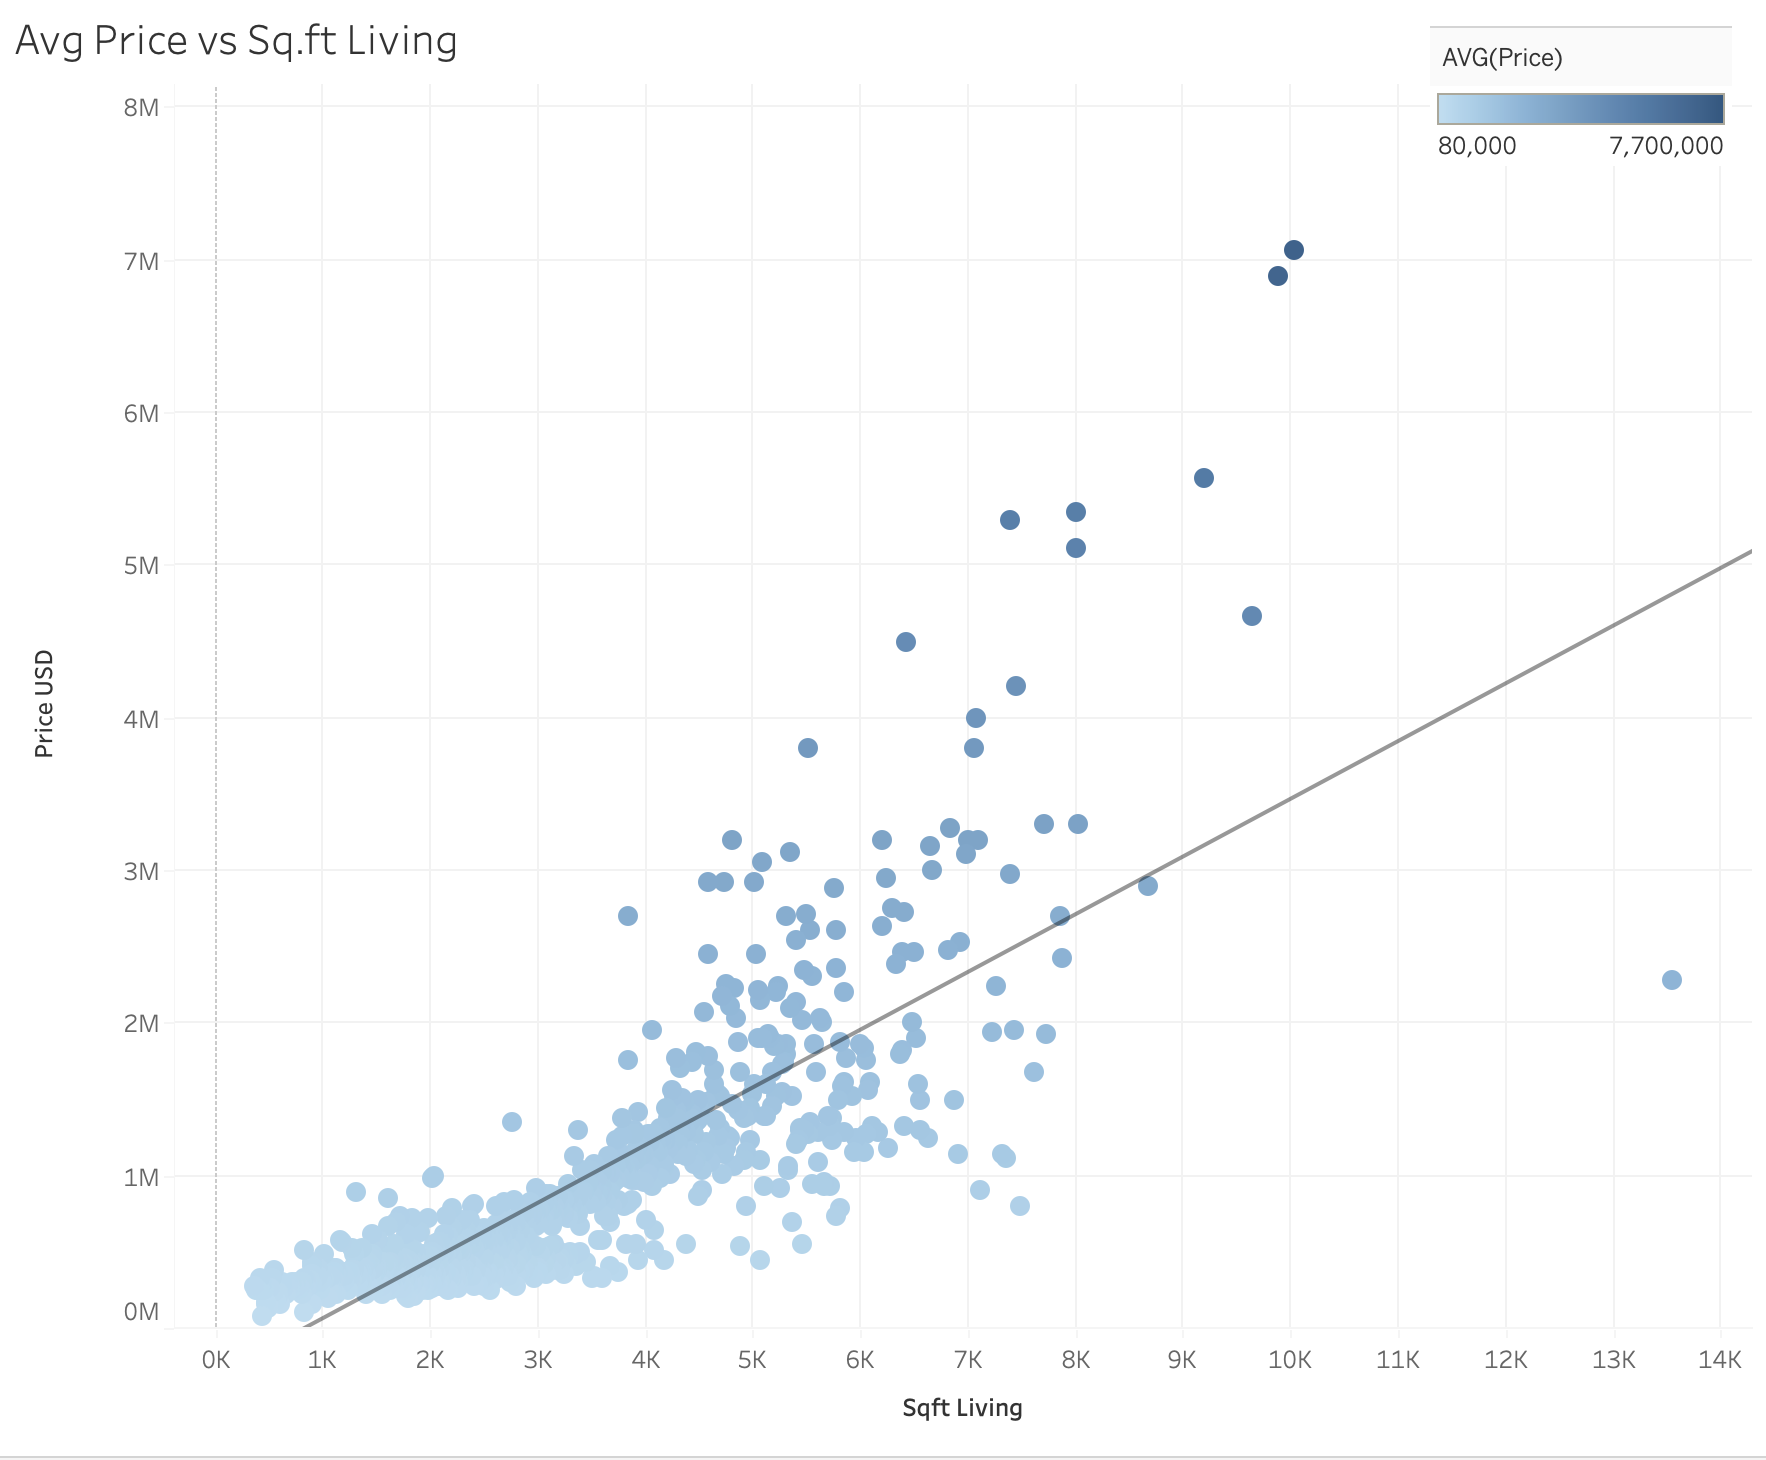 Avg Price vs Sq.ft Living
AVG(Price)
80,000 7,700,000
8M
7M
6M
5M
4M
3M
2M
1M
0M
Price USD
0K 1K 2K 3K 4K 5K 6K 7K 8K 9K 10K 11K 12K 13K 14K
Sqft Living